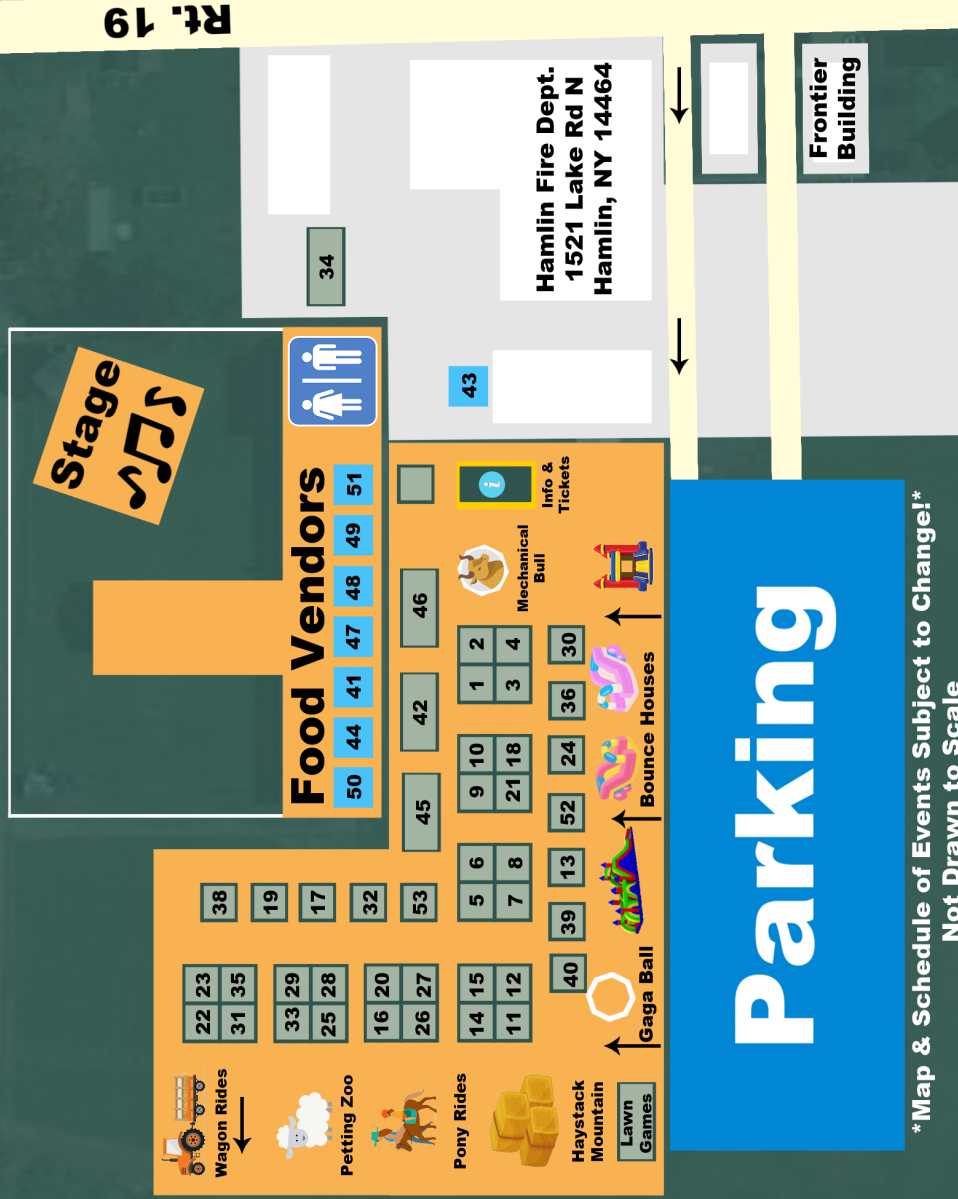 Rt. 19
Stage
Food Vendors
50 44 41 47 48 49 51
34
43
22 23
31 35
38
19
33 29
25 28
17
32
16 20
26 27
53
45 42 46
14 15
11 12
5 6
7 8
9 10
21 18
1 2
3 4
40 39 13 52 24 36 30
Wagon Rides
Petting Zoo
Pony Rides
Haystack
Mountain
Lawn
Games
Gaga Ball
Bounce Houses
Mechanical
Bull
i
Info &
Tickets
Hamlin Fire Dept.
1521 Lake Rd N
Hamlin, NY 14464
Frontier
Building
Parking
*Map & Schedule of Events Subject to Change!*
Not Drawn to Scale